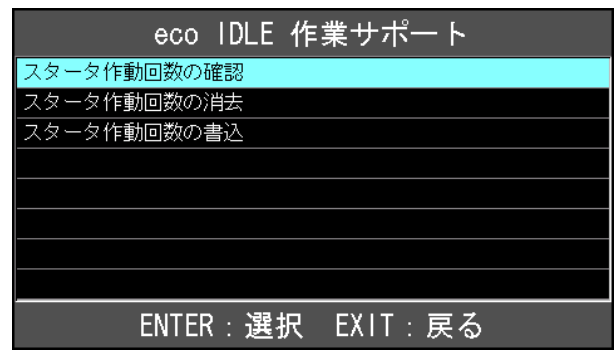 eco IDLE 作業サポート
スタータ作動回数の確認
スタータ作動回数の消去
スタータ作動回数の書込
ENTER：選択　EXIT：戻る